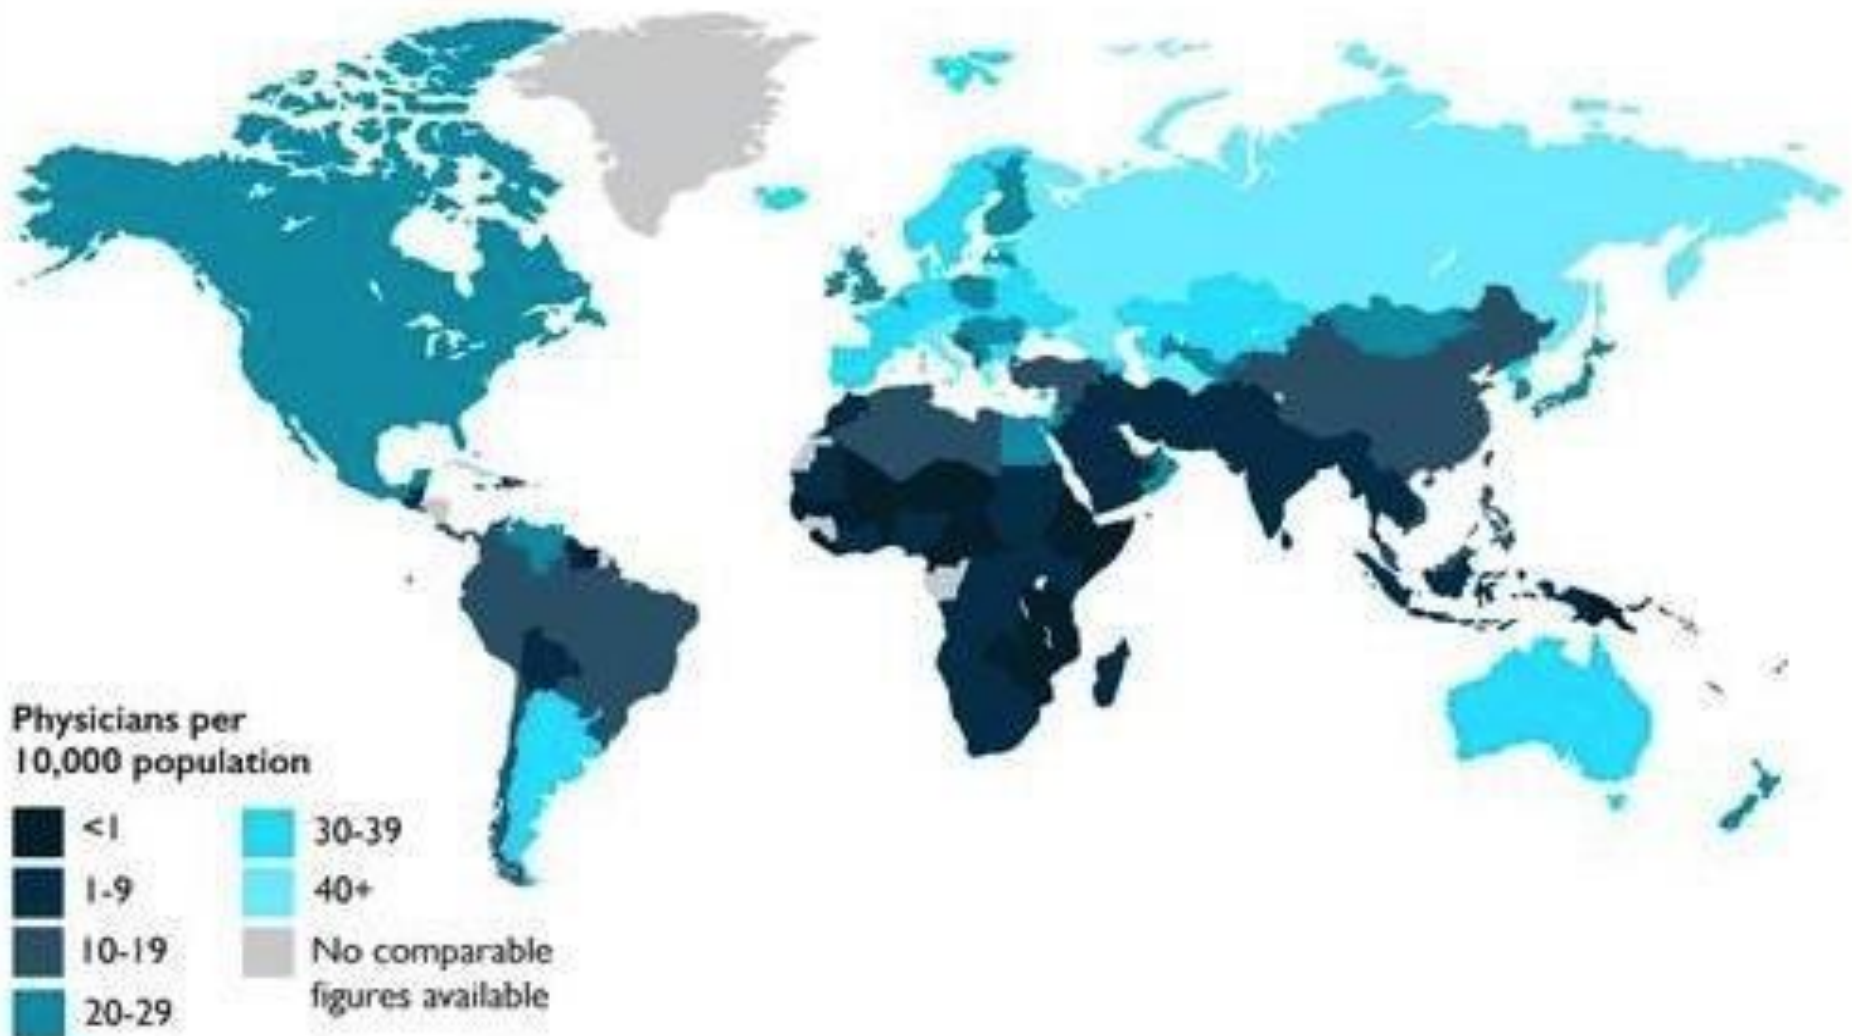 Physicians per
10,000 population
<1
1-9
10-19
20-29
30-39
40+
No comparable
figures available